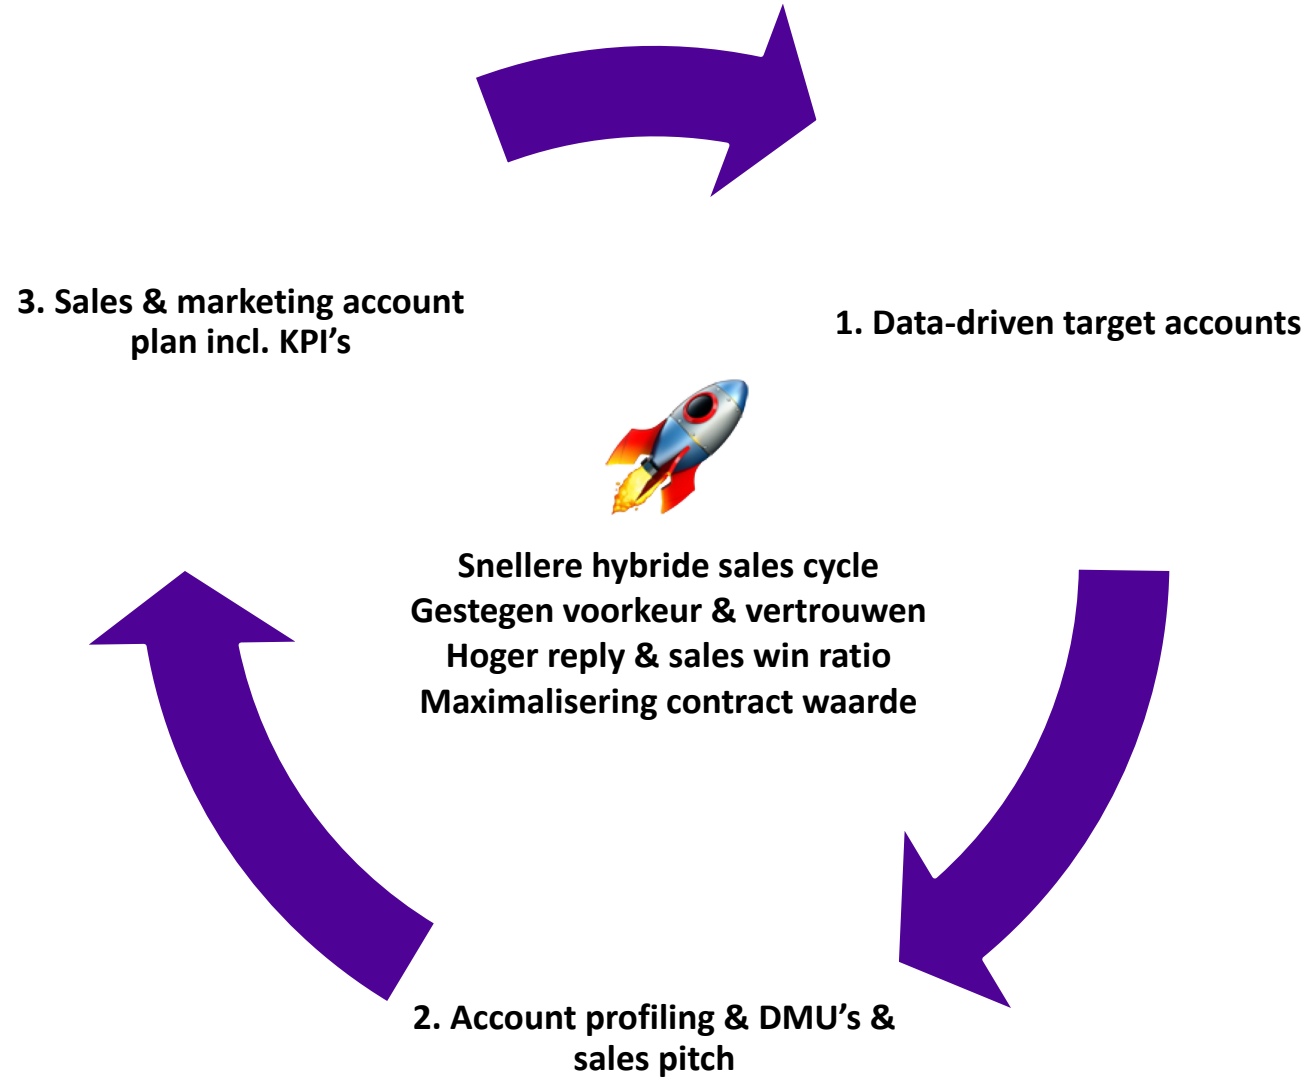 3. Sales & marketing account
plan incl. KPI’s
1. Data-driven target accounts
Snellere hybride sales cycle
Gestegen voorkeur & vertrouwen
Hoger reply & sales win ratio
Maximalisering contract waarde
2. Account profiling & DMU’s &
sales pitch